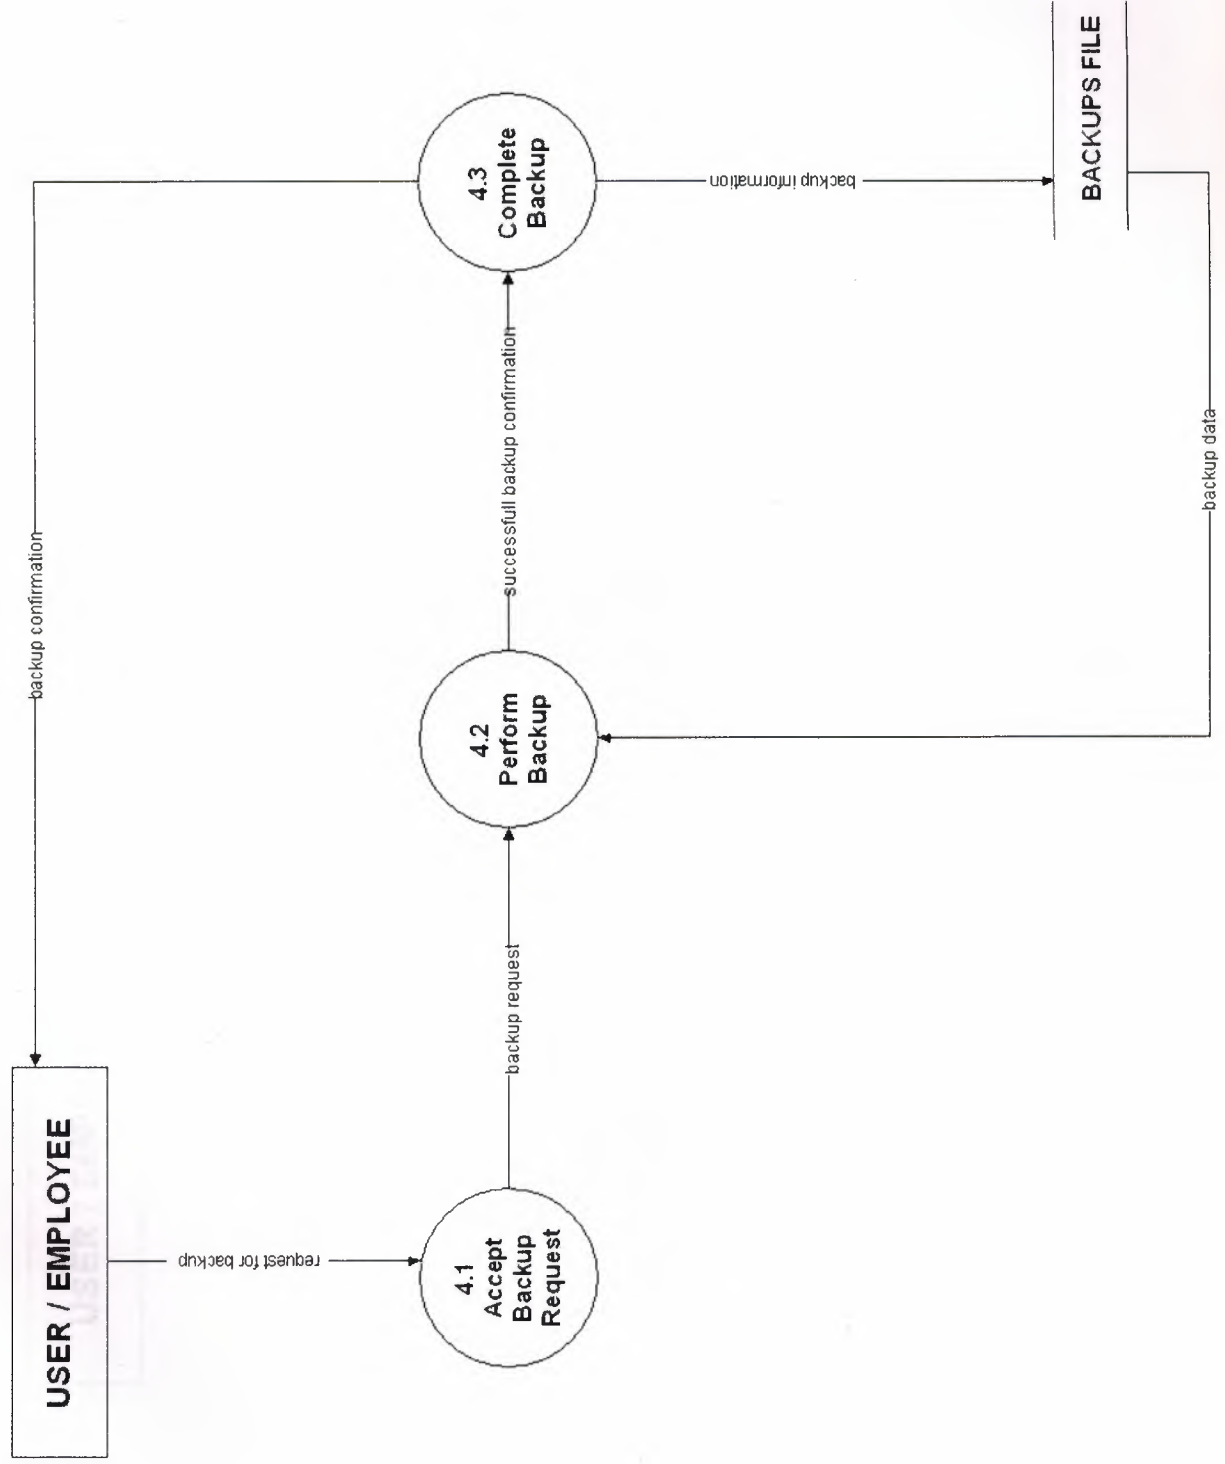 USER / EMPLOYEE
backup confirmation
request for backup
4.1
Accept
Backup
Request
backup request
4.2
Perform
Backup
successfull backup confirmation
4.3
Complete
Backup
backup information
BACKUPS FILE
backup data